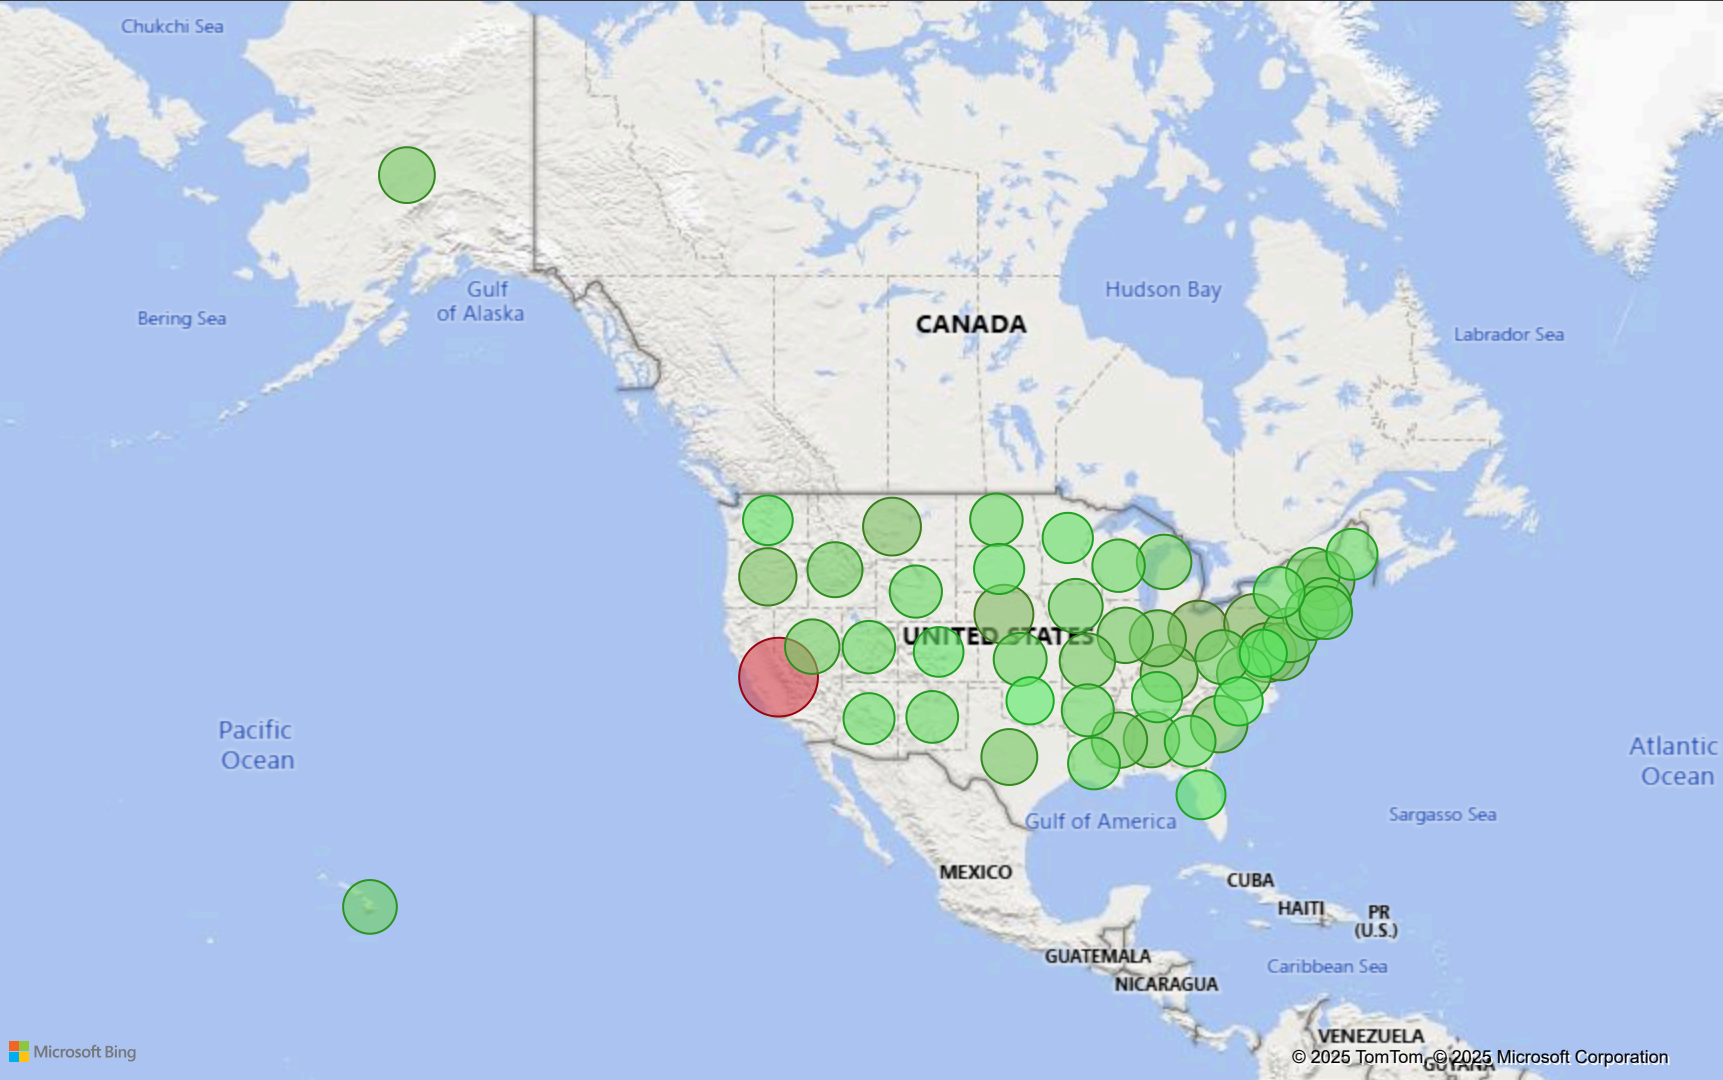 Chukchi Sea
Gulf
of Alaska
Bering Sea
Hudson Bay
CANADA
Labrador Sea
UNITED STATES
Pacific
Ocean
Atlantic
Ocean
Gulf of America
Sargasso Sea
MEXICO
CUBA
HAITI
PR
(U.S.)
GUATEMALA
Caribbean Sea
NICARAGUA
VENEZUELA
GUYANA
Microsoft Bing
© 2025 TomTom, © 2025 Microsoft Corporation